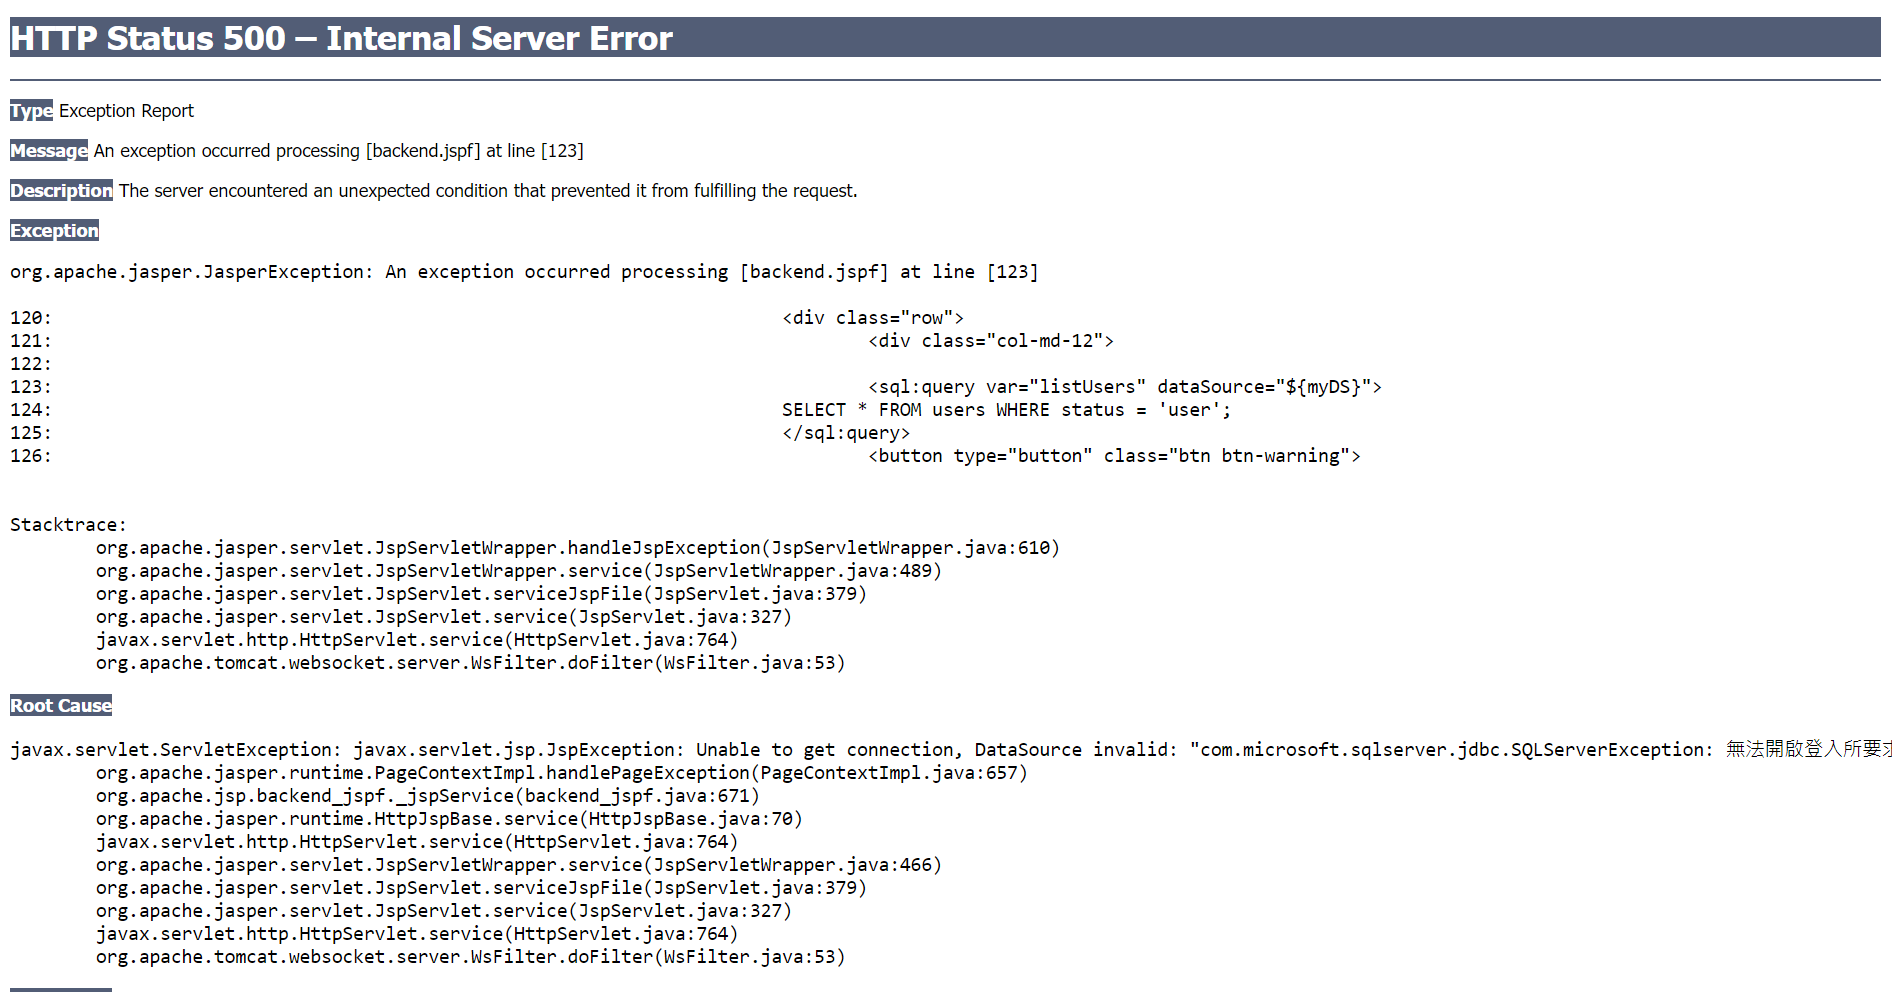 HTTP Status 500 – Internal Server Error
Type Exception Report
Message An exception occurred processing [backend.jspf] at line [123]
Description The server encountered an unexpected condition that prevented it from fulfilling the request.
Exception
org.apache.jasper.JasperException: An exception occurred processing [backend.jspf] at line [123]
120: <div class="row">
121: <div class="col-md-12">
122:
123: <sql:query var="listUsers" dataSource="${myDS}">
124: SELECT * FROM users WHERE status = 'user';
125: </sql:query>
126: <button type="button" class="btn btn-warning">
Stacktrace:
org.apache.jasper.servlet.JspServletWrapper.handleJspException(JspServletWrapper.java:610)
org.apache.jasper.servlet.JspServletWrapper.service(JspServletWrapper.java:489)
org.apache.jasper.servlet.JspServlet.serviceJspFile(JspServlet.java:379)
org.apache.jasper.servlet.JspServlet.service(JspServlet.java:327)
javax.servlet.http.HttpServlet.service(HttpServlet.java:764)
org.apache.tomcat.websocket.server.WsFilter.doFilter(WsFilter.java:53)
Root Cause
javax.servlet.ServletException: javax.servlet.jsp.JspException: Unable to get connection, DataSource invalid: "com.microsoft.sqlserver.jdbc.SQLServerException: 無法開啟登入所要求
org.apache.jasper.runtime.PageContextImpl.handlePageException(PageContextImpl.java:657)
org.apache.jsp.backend_jspf._jspService(backend_jspf.java:671)
org.apache.jasper.runtime.HttpJspBase.service(HttpJspBase.java:70)
javax.servlet.http.HttpServlet.service(HttpServlet.java:764)
org.apache.jasper.servlet.JspServletWrapper.service(JspServletWrapper.java:466)
org.apache.jasper.servlet.JspServlet.serviceJspFile(JspServlet.java:379)
org.apache.jasper.servlet.JspServlet.service(JspServlet.java:327)
javax.servlet.http.HttpServlet.service(HttpServlet.java:764)
org.apache.tomcat.websocket.server.WsFilter.doFilter(WsFilter.java:53)